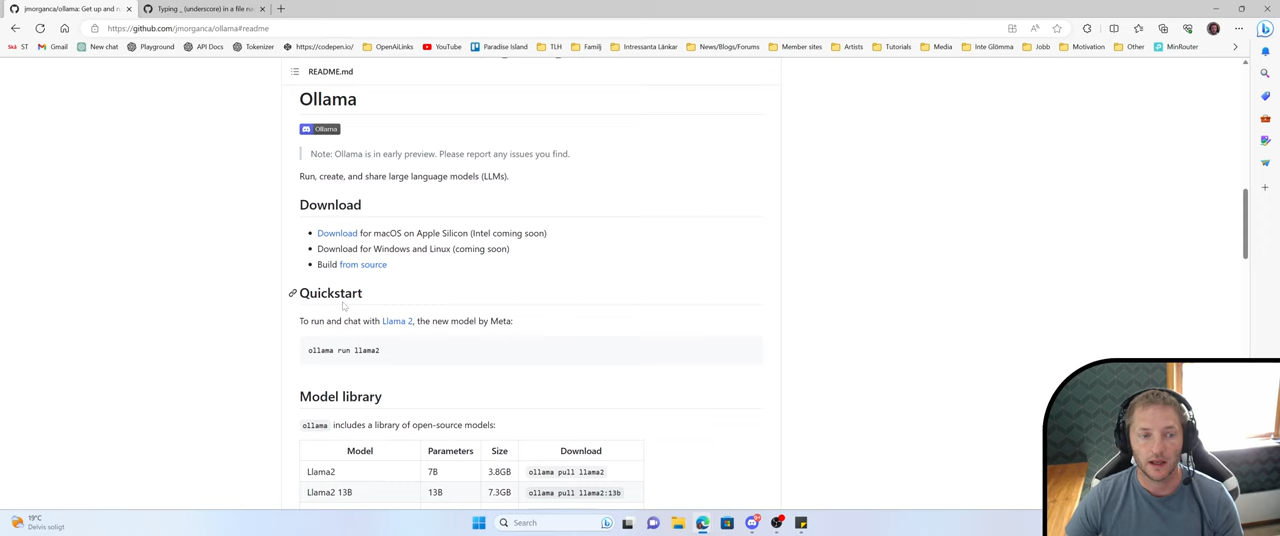 jmorganca/ollama: Get up and ru
Typing _ (underscore) in a file nam
https://github.com/jmorganca/ollama#readme
ST
Gmail
New chat
Playground
API Docs
Tokenizer
https://codepen.io/
OpenAiLinks
YouTube
Paradise Island
TLH
Familj
Intressanta Länkar
News/Blogs/Forums
Member sites
Artists
Tutorials
Media
Inte Glömma
Jobb
Motivation
Other
MinRouter
README.md
Ollama
Ollama
Note: Ollama is in early preview. Please report any issues you find.
Run, create, and share large language models (LLMs).
Download
Download for macOS on Apple Silicon (Intel coming soon)
Download for Windows and Linux (coming soon)
Build from source
Quickstart
To run and chat with Llama 2, the new model by Meta:
ollama run llama2
Model library
ollama includes a library of open-source models:
Model Parameters Size Download
Llama2 7B 3.8GB ollama pull llama2
Llama2 13B 13B 7.3GB ollama pull llama2:13b
19°C
Delvis soligt
Search